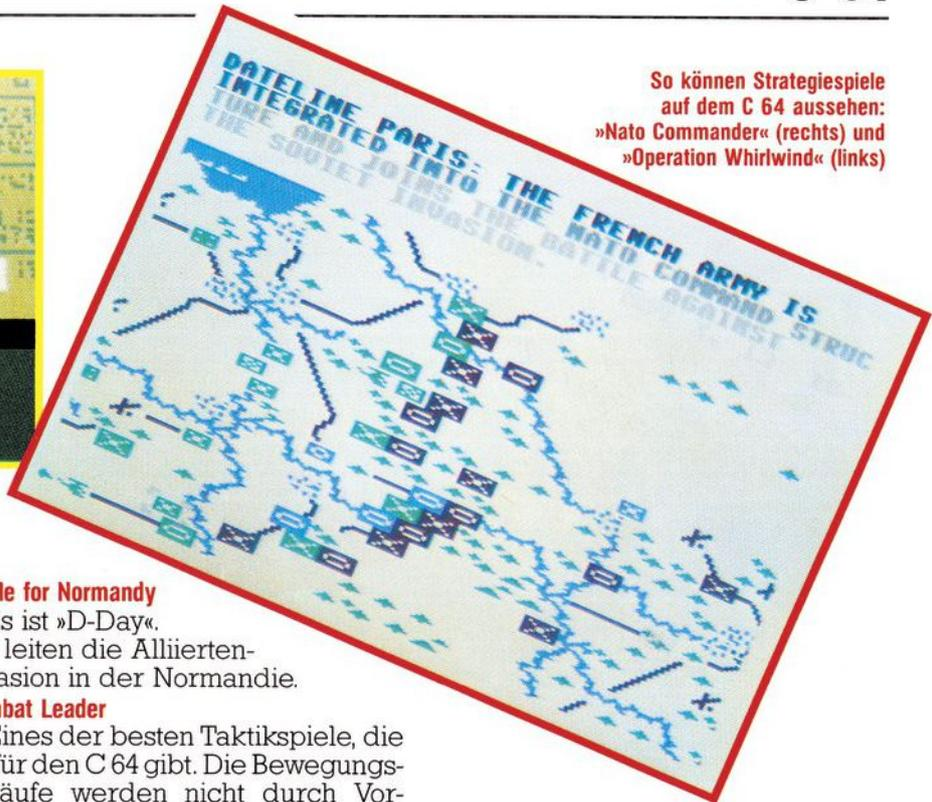 So können Strategiespiele
auf dem C 64 aussehen:
»Nato Commander« (rechts) und
»Operation Whirlwind« (links)
DATELINE PARIS: THE FRENCH ARMY IS
INTEGRATED INTO THE NATO COMMAND STRUC
TURE AND JOINS THE BATTLE AGAINST
THE SOVIET INVASION.
le for Normandy
s ist »D-Day«.
leiten die Alliierten-
asion in der Normandie.
bat Leader
Eines der besten Taktikspiele, die
für den C 64 gibt. Die Bewegungs-
äufe werden nicht durch Vor-